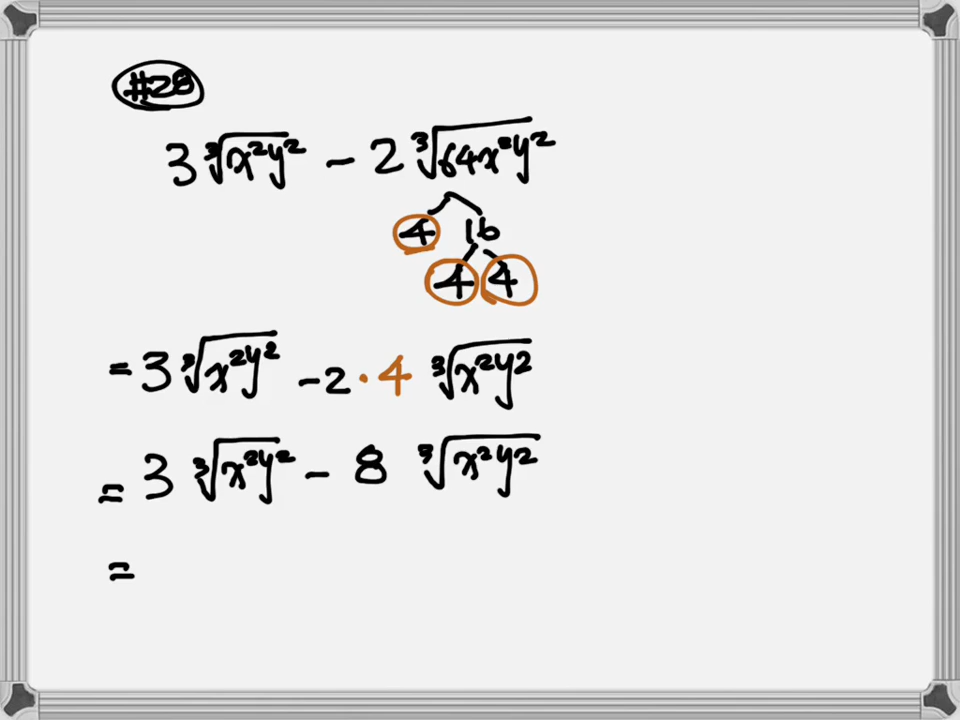 #28
3∛x²y² - 2∛64x²y²
4 16
4 4
= 3∛x²y² - 2 · 4 ∛x²y²
= 3 ∛x²y² - 8 ∛x²y²
=